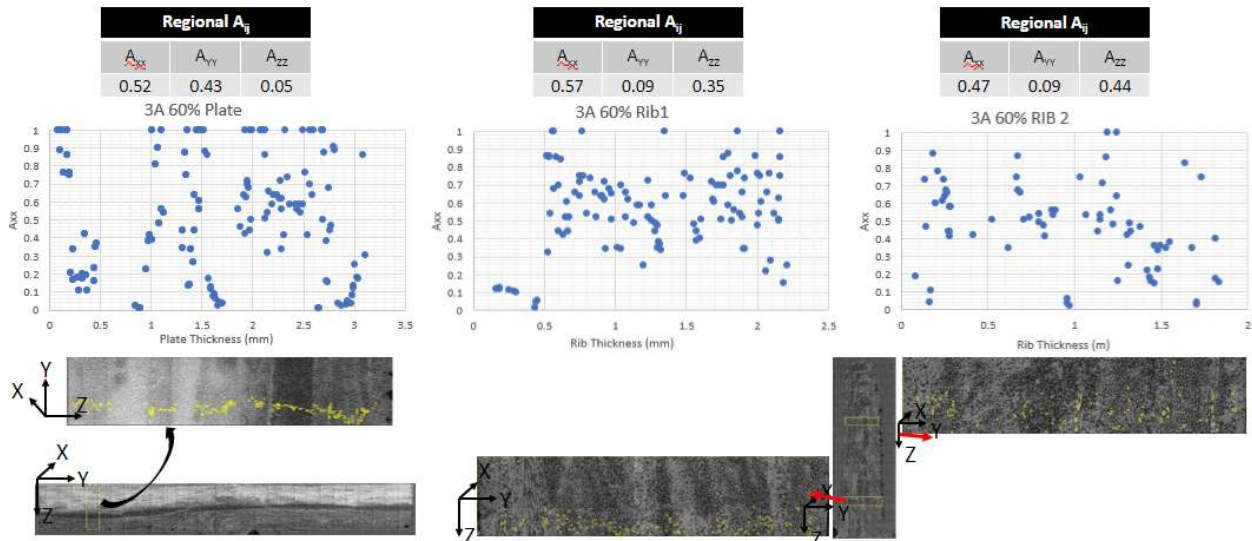 Regional Aij
Axx AYY AZZ
0.52 0.43 0.05
3A 60% Plate
1
0.9
0.8
0.7
0.6
0.5
0.4
0.3
0.2
0.1
0
Axx
0 0.5 1 1.5 2 2.5 3 3.5
Plate Thickness (mm)
Y
X
Z
X
Y
Z
Regional Aij
Axx AYY AZZ
0.57 0.09 0.35
3A 60% Rib1
1
0.9
0.8
0.7
0.6
0.5
0.4
0.3
0.2
0.1
0
Axx
0 0.5 1 1.5 2 2.5
Rib Thickness (mm)
X
Y
Z
X
Y
Z
Regional Aij
Axx AYY AZZ
0.47 0.09 0.44
3A 60% RIB 2
1
0.9
0.8
0.7
0.6
0.5
0.4
0.3
0.2
0.1
0
Axx
0 0.5 1 1.5 2
Rib Thickness (m)
Y
Z